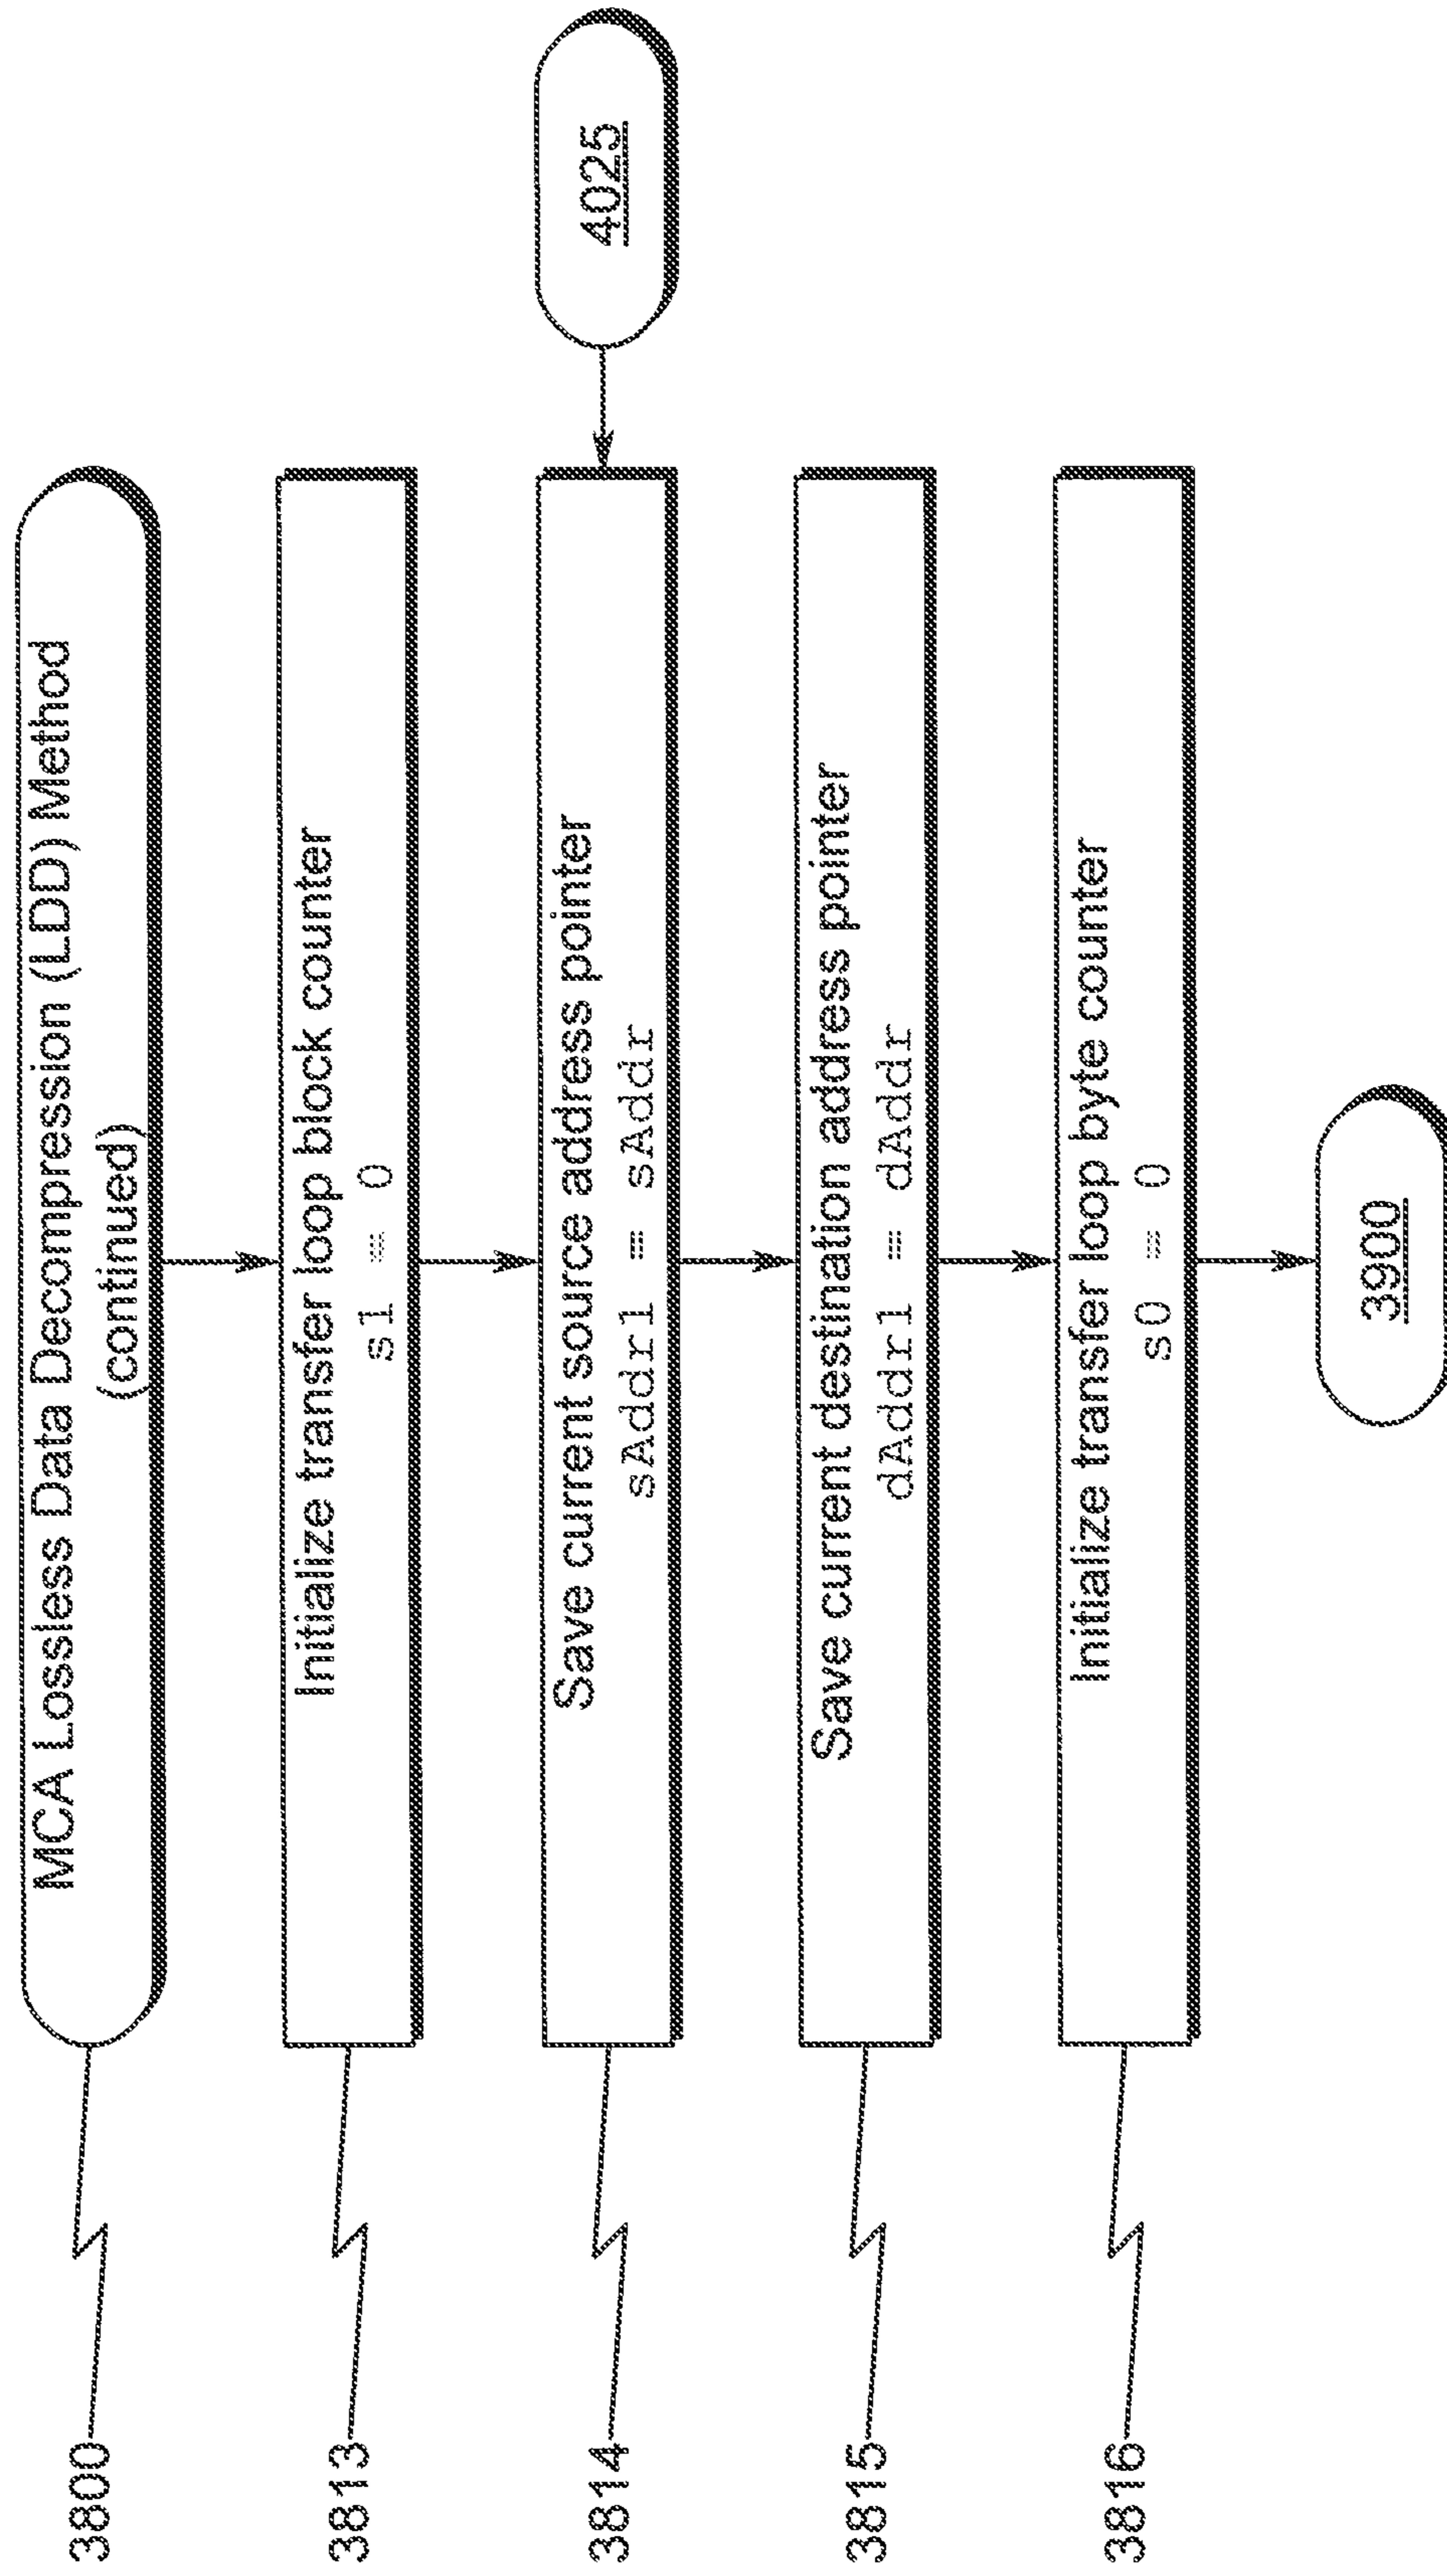 3800
MCA Lossless Data Decompression (LDD) Method
(continued)
3813
Initialize transfer loop block counter
s1 = 0
3814
Save current source address pointer
sAddr1 = sAddr
4025
3815
Save current destination address pointer
dAddr1 = dAddr
3816
Initialize transfer loop byte counter
s0 = 0
3900